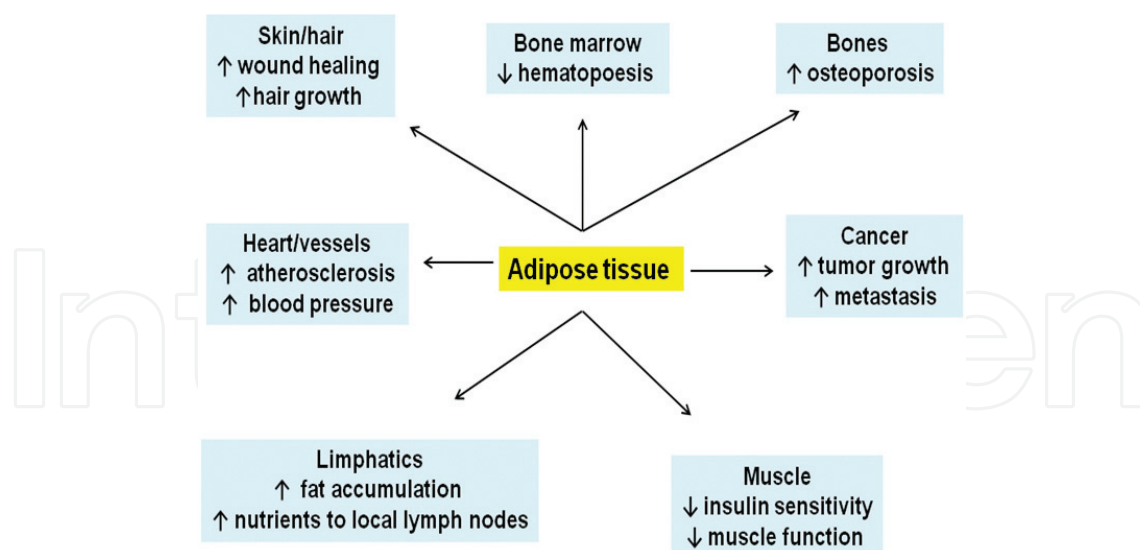 Skin/hair
↑ wound healing
↑hair growth
Bone marrow
↓ hematopoesis
Bones
↑ osteoporosis
Heart/vessels
↑ atherosclerosis
↑ blood pressure
Adipose tissue
Cancer
↑ tumor growth
↑ metastasis
Limphatics
↑ fat accumulation
↑ nutrients to local lymph nodes
Muscle
↓ insulin sensitivity
↓ muscle function